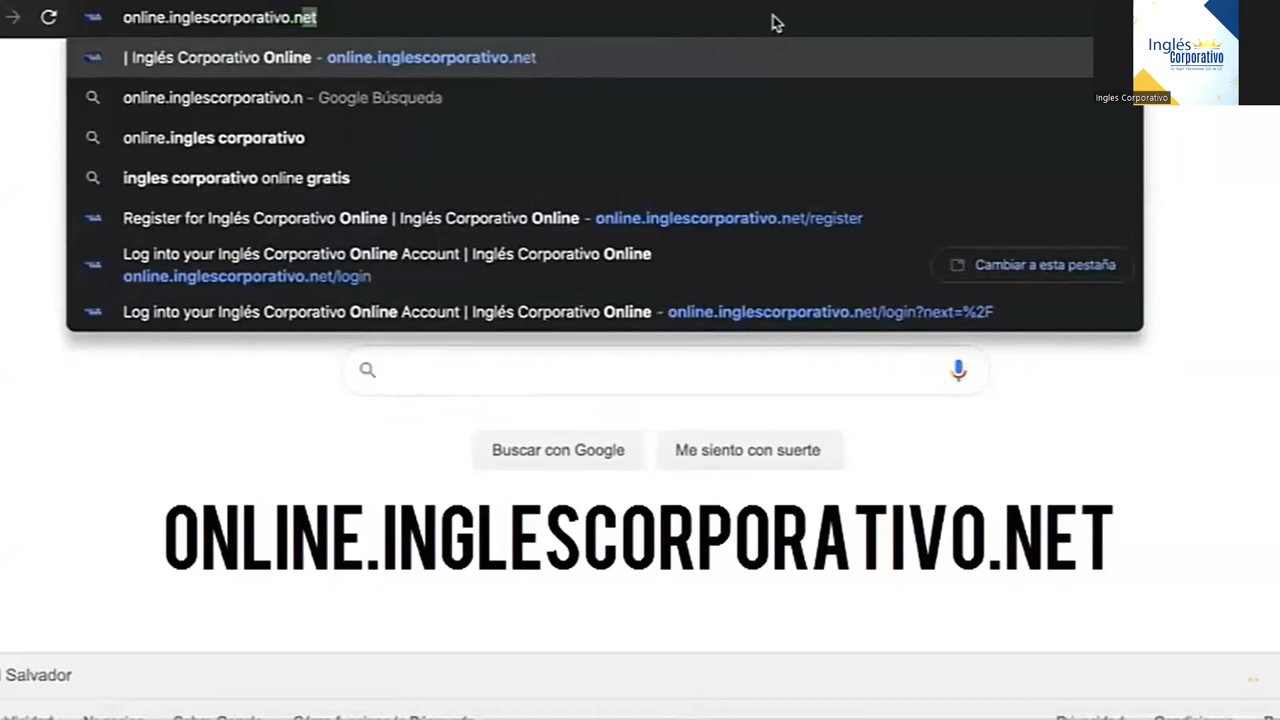 online.inglescorporativo.net
| Inglés Corporativo Online - online.inglescorporativo.net
online.inglescorporativo.n - Google Búsqueda
online.ingles corporativo
ingles corporativo online gratis
Register for Inglés Corporativo Online | Inglés Corporativo Online - online.inglescorporativo.net/register
Log into your Inglés Corporativo Online Account | Inglés Corporativo Online
online.inglescorporativo.net/login
Cambiar a esta pestaña
Log into your Inglés Corporativo Online Account | Inglés Corporativo Online - online.inglescorporativo.net/login?next=%2F
Inglés
Corporativo
Ingles Corporativo
Buscar con Google
Me siento con suerte
ONLINE.INGLESCORPORATIVO.NET
Salvador